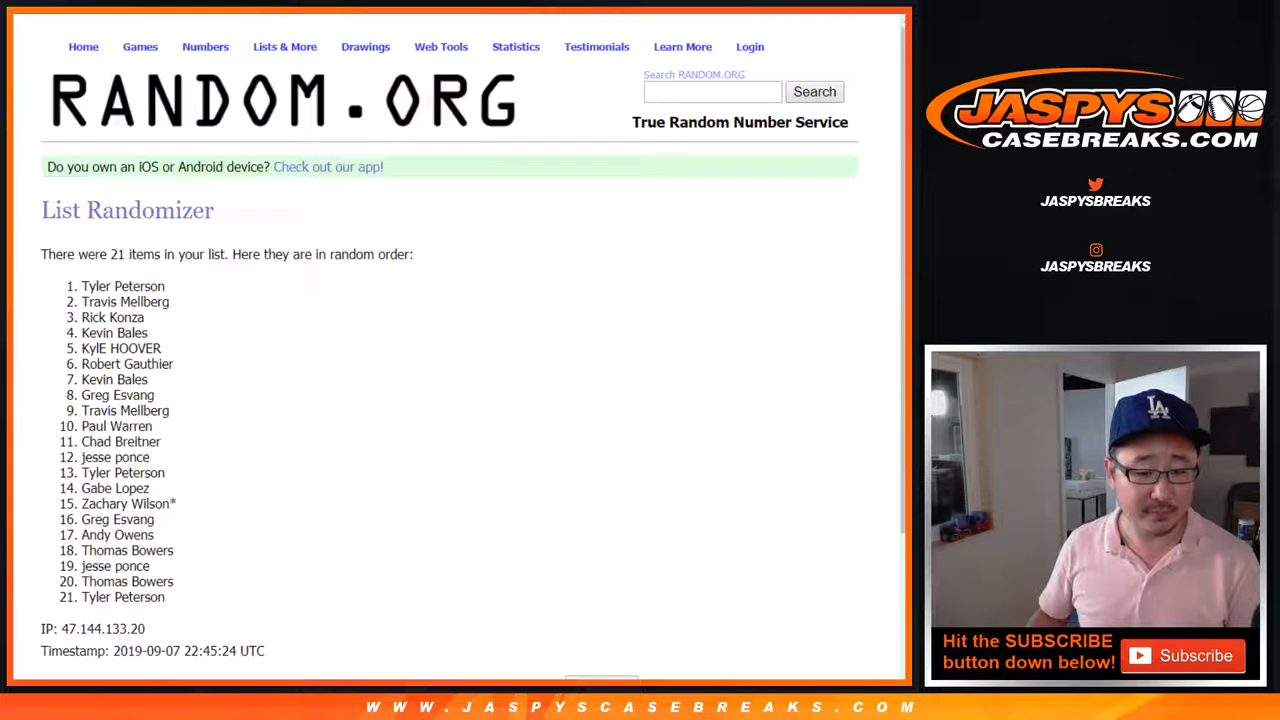 Home Games Numbers Lists & More Drawings Web Tools Statistics Testimonials Learn More Login
RANDOM.ORG
Search RANDOM.ORG
Search
True Random Number Service
Do you own an iOS or Android device? Check out our app!
List Randomizer
There were 21 items in your list. Here they are in random order:
1. Tyler Peterson
2. Travis Mellberg
3. Rick Konza
4. Kevin Bales
5. KylE HOOVER
6. Robert Gauthier
7. Kevin Bales
8. Greg Esvang
9. Travis Mellberg
10. Paul Warren
11. Chad Breitner
12. jesse ponce
13. Tyler Peterson
14. Gabe Lopez
15. Zachary Wilson*
16. Greg Esvang
17. Andy Owens
18. Thomas Bowers
19. jesse ponce
20. Thomas Bowers
21. Tyler Peterson
IP: 47.144.133.20
Timestamp: 2019-09-07 22:45:24 UTC
JASPYS
CASEBREAKS.COM
JASPYSBREAKS
JASPYSBREAKS
LA
Hit the SUBSCRIBE
button down below!
Subscribe
WWW.JASPYSCASEBREAKS.COM